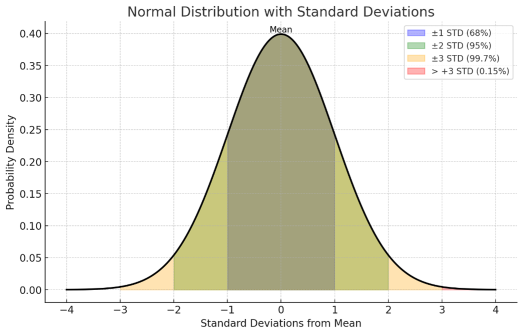 Normal Distribution with Standard Deviations
Mean
±1 STD (68%)
±2 STD (95%)
±3 STD (99.7%)
> +3 STD (0.15%)
0.40
0.35
0.30
0.25
0.20
0.15
0.10
0.05
0.00
Probability Density
−4 −3 −2 −1 0 1 2 3 4
Standard Deviations from Mean